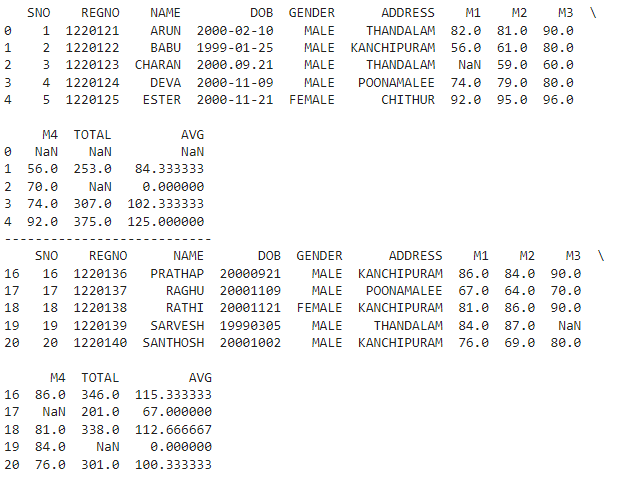 SNO    REGNO    NAME         DOB  GENDER      ADDRESS    M1    M2    M3  \
0    1  1220121    ARUN  2000-02-10    MALE    THANDALAM  82.0  81.0  90.0
1    2  1220122    BABU  1999-01-25    MALE  KANCHIPURAM  56.0  61.0  80.0
2    3  1220123  CHARAN  2000.09.21    MALE    THANDALAM   NaN  59.0  60.0
3    4  1220124    DEVA  2000-11-09    MALE   POONAMALEE  74.0  79.0  80.0
4    5  1220125   ESTER  2000-11-21  FEMALE      CHITHUR  92.0  95.0  96.0
     M4  TOTAL         AVG
0   NaN    NaN         NaN
1  56.0  253.0   84.333333
2  70.0    NaN    0.000000
3  74.0  307.0  102.333333
4  92.0  375.0  125.000000
--------------------------
    SNO    REGNO      NAME       DOB  GENDER      ADDRESS    M1    M2    M3  \
16   16  1220136   PRATHAP  20000921    MALE  KANCHIPURAM  86.0  84.0  90.0
17   17  1220137     RAGHU  20001109    MALE   POONAMALEE  67.0  64.0  70.0
18   18  1220138     RATHI  20001121  FEMALE  KANCHIPURAM  81.0  86.0  90.0
19   19  1220139   SARVESH  19990305    MALE    THANDALAM  84.0  87.0   NaN
20   20  1220140  SANTHOSH  20001002    MALE  KANCHIPURAM  76.0  69.0  80.0
      M4  TOTAL         AVG
16  86.0  346.0  115.333333
17   NaN  201.0   67.000000
18  81.0  338.0  112.666667
19  84.0    NaN    0.000000
20  76.0  301.0  100.333333